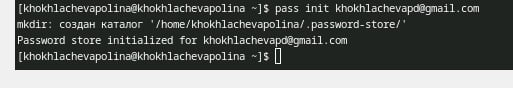 [khokhlachevapolina@khokhlachevapolina ~]$ pass init khokhlachevapd@gmail.com
mkdir: создан каталог '/home/khokhlachevapolina/.password-store/'
Password store initialized for khokhlachevapd@gmail.com
[khokhlachevapolina@khokhlachevapolina ~]$